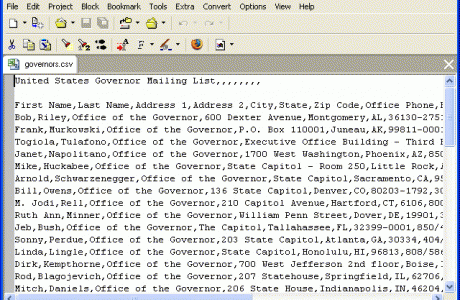 File Edit Project Block Bookmark Tools Extra Convert Options View Help
governors.csv
United States Governor Mailing List,,,,,,,,
First Name,Last Name,Address 1,Address 2,City,State,Zip Code,Office Phone,
Bob,Riley,Office of the Governor,600 Dexter Avenue,Montgomery,AL,36130-2751
Frank,Murkowski,Office of the Governor,P.O. Box 110001,Juneau,AK,99811-000
Togiola,Tulafono,Office of the Governor,Executive Office Building - Third
Janet,Napolitano,Office of the Governor,1700 West Washington,Phoenix,AZ,850
Mike,Huckabee,Office of the Governor,State Capitol - Room 250,Little Rock,
Arnold,Schwarzenegger,Office of the Governor,State Capitol,Sacramento,CA,95
Bill,Owens,Office of the Governor,136 State Capitol,Denver,CO,80203-1792,30
M. Jodi,Rell,Office of the Governor,210 Capitol Avenue,Hartford,CT,6106,800
Ruth Ann,Minner,Office of the Governor,William Penn Street,Dover,DE,19901,3
Jeb,Bush,Office of the Governor,The Capitol,Tallahassee,FL,32399-0001,850/4
Sonny,Perdue,Office of the Governor,203 State Capitol,Atlanta,GA,30334,404/
Linda,Lingle,Office of the Governor,State Capitol,Honolulu,HI,96813,808/586
Dirk,Kempthorne,Office of the Governor,700 West Jefferson 2nd floor,Boise,
Rod,Blagojevich,Office of the Governor,207 Statehouse,Springfield,IL,62706,
Mitch,Daniels,Office of the Governor,206 State House,Indianapolis,IN,46204,